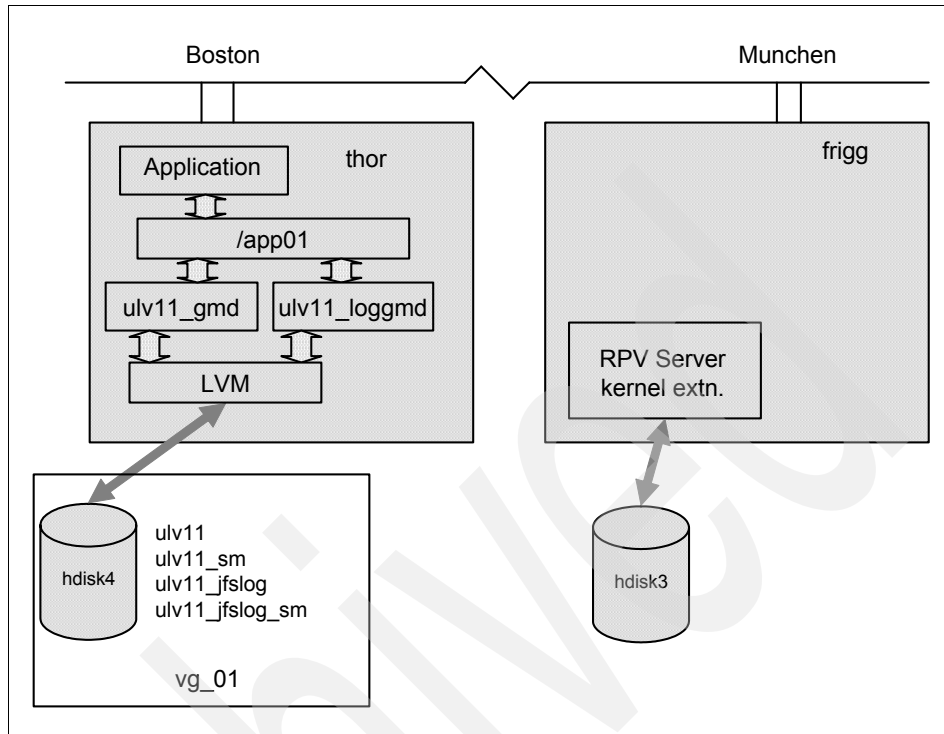 Boston
Munchen
thor
frigg
Application
/app01
ulv11_gmd
ulv11_loggmd
LVM
RPV Server
kernel extn.
hdisk4
ulv11
ulv11_sm
ulv11_jfslog
ulv11_jfslog_sm
vg_01
hdisk3